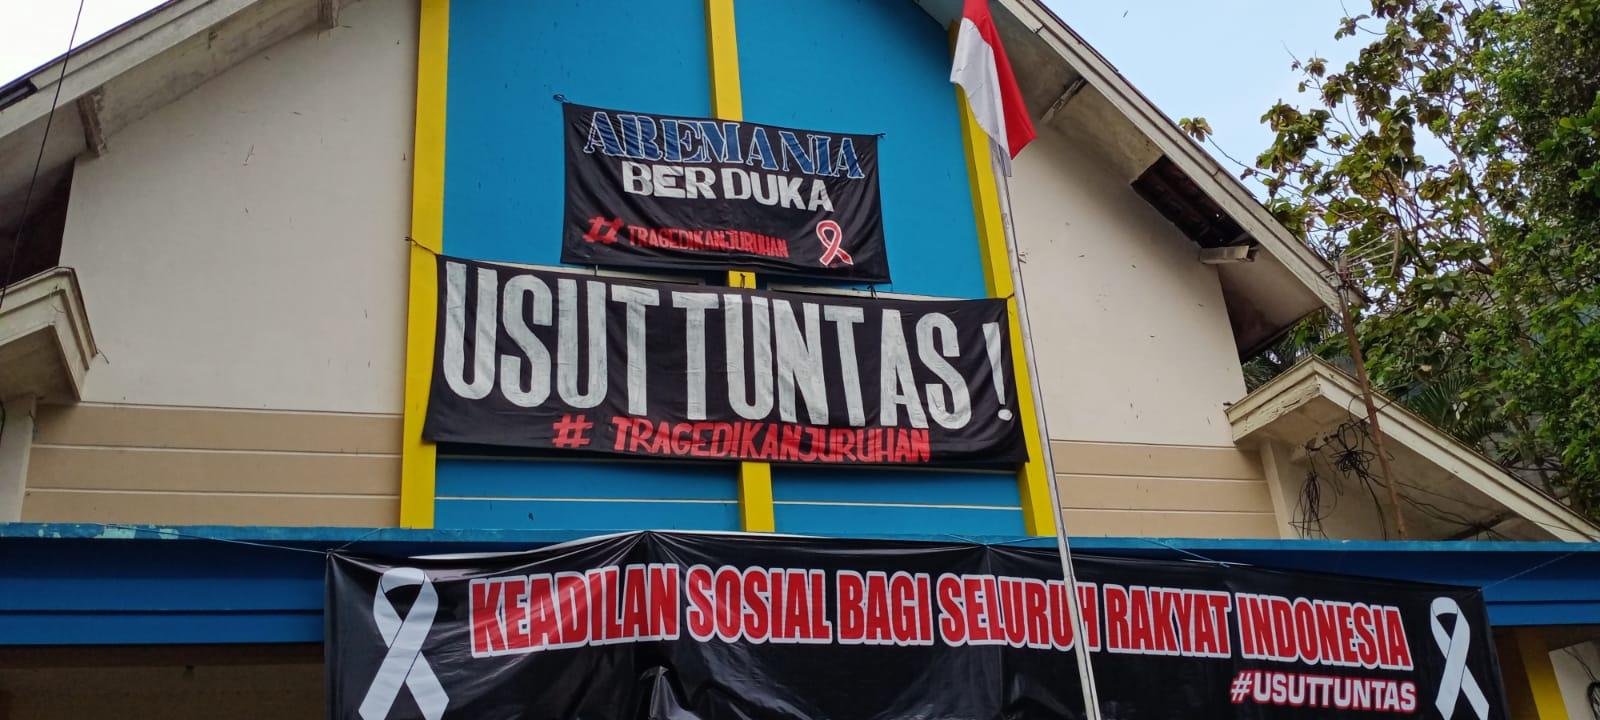 AREMANIA
BERDUKA
# TRAGEDIKANJURUHAN
USUT TUNTAS !
# TRAGEDIKANJURUHAN
KEADILAN SOSIAL BAGI SELURUH RAKYAT INDONESIA
#USUTTUNTAS